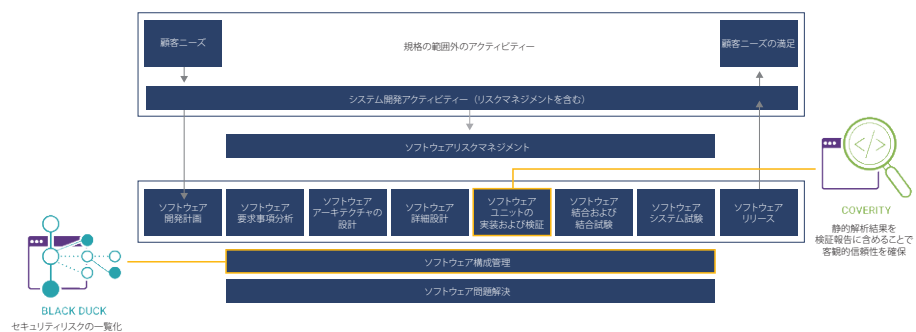 顧客ニーズ
規格の範囲外のアクティビティー
顧客ニーズの満足
システム開発アクティビティー（リスクマネジメントを含む）
ソフトウェアリスクマネジメント
ソフトウェア
開発計画
ソフトウェア
要求事項分析
ソフトウェア
アーキテクチャの
設計
ソフトウェア
詳細設計
ソフトウェア
ユニットの
実装および検証
ソフトウェア
結合および
結合試験
ソフトウェア
システム試験
ソフトウェア
リリース
</>
COVERITY
静的解析結果を
検証報告に含めることで
客観的信頼性を確保
ソフトウェア構成管理
ソフトウェア問題解決
BLACK DUCK
セキュリティリスクの一覧化